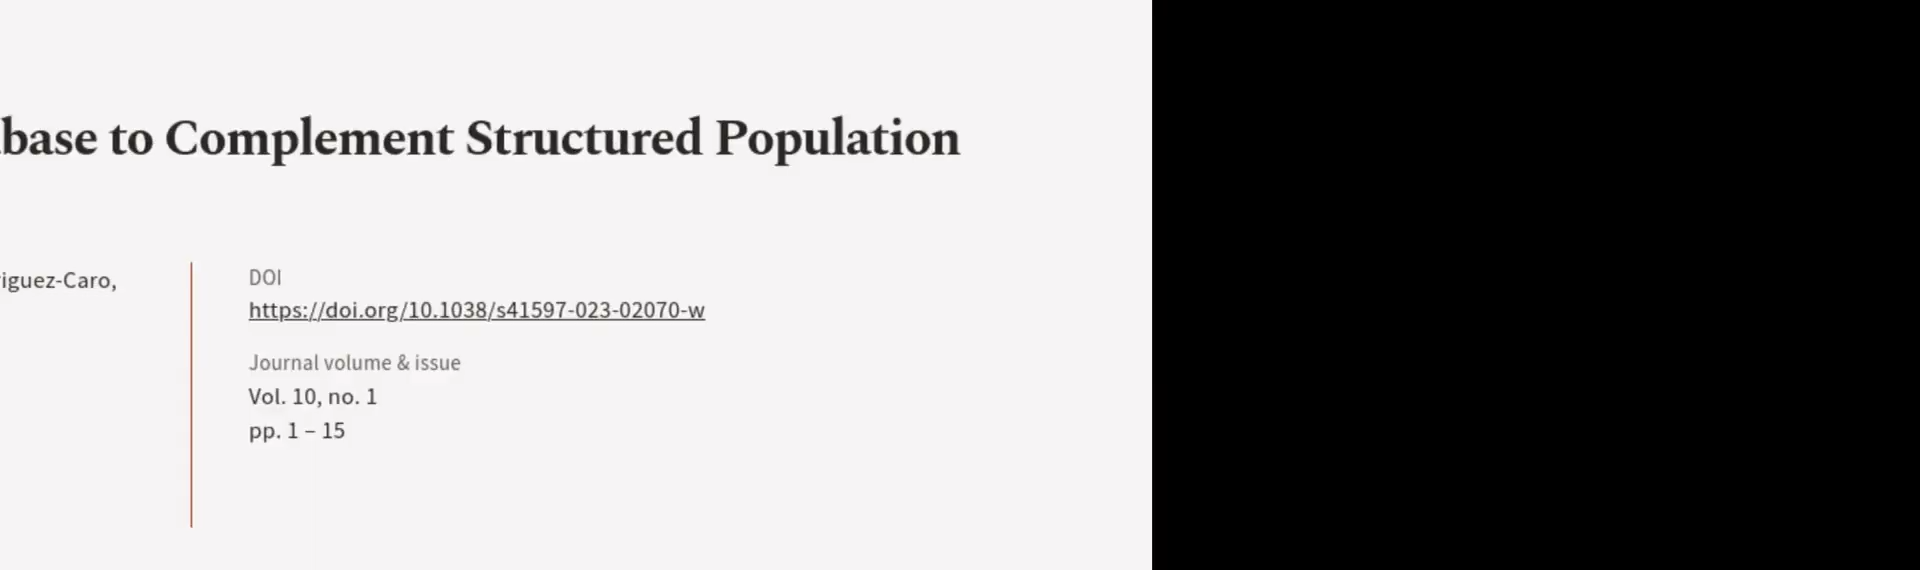 base to Complement Structured Population
iguez-Caro,
DOI
https://doi.org/10.1038/s41597-023-02070-w
Journal volume & issue
Vol. 10, no. 1
pp. 1 – 15